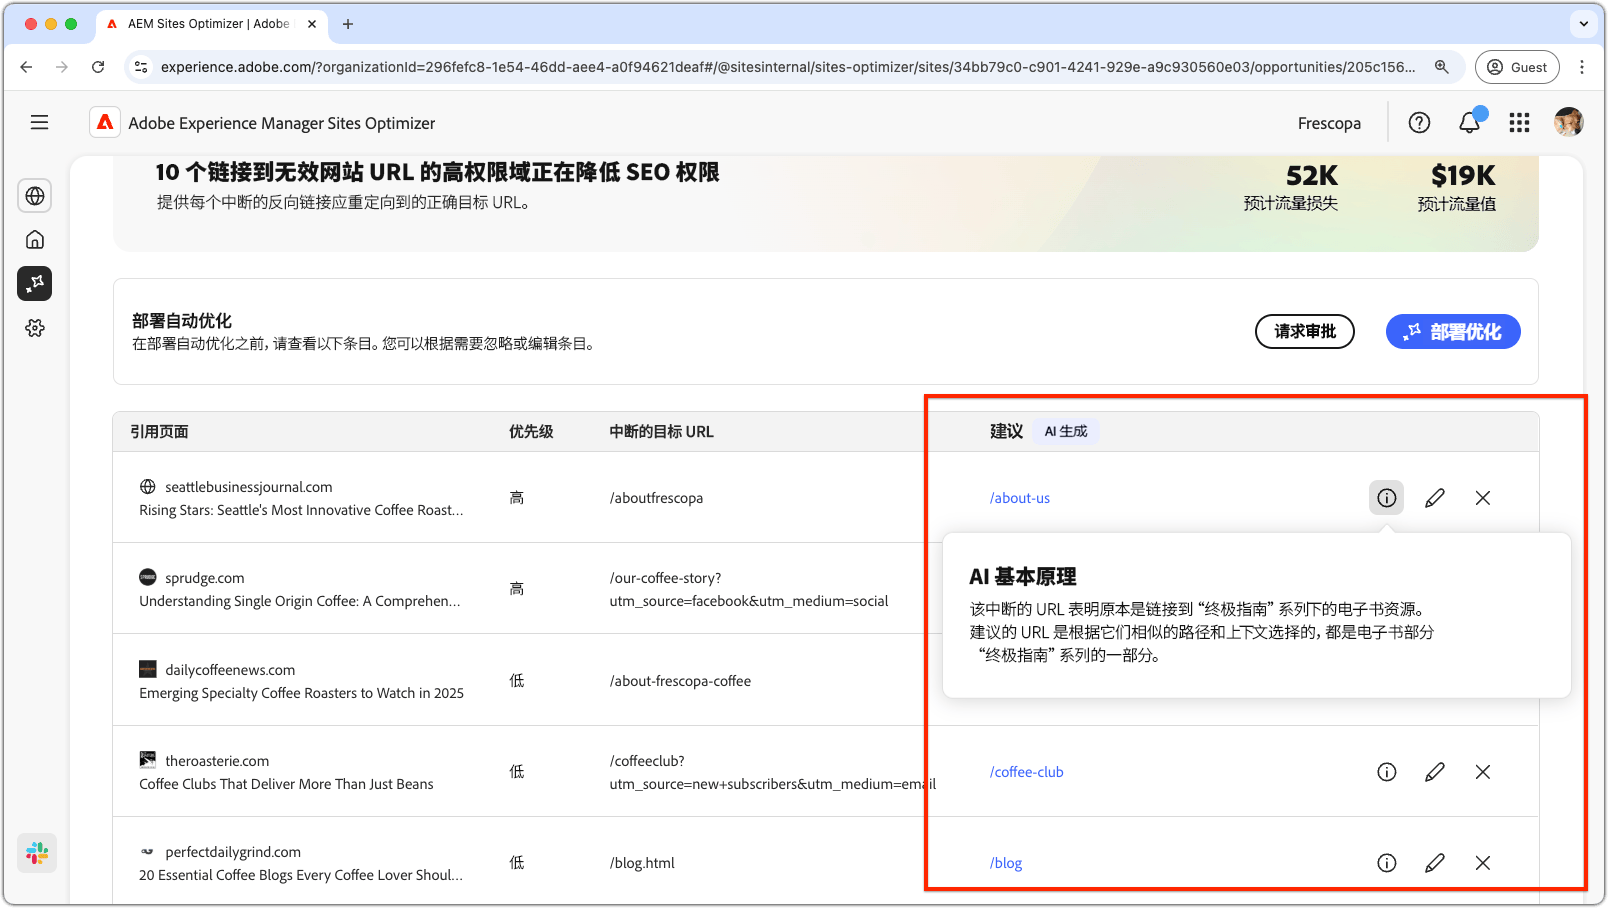 AEM Sites Optimizer | Adobe
experience.adobe.com/?organizationId=296fefc8-1e54-46dd-aee4-a0f94621deaf#/@sitesinternal/sites-optimizer/sites/34bb79c0-c901-4241-929e-a9c930560e03/opportunities/205c156...
Guest
Adobe Experience Manager Sites Optimizer
Frescopa
10 个链接到无效网站 URL 的高权限域正在降低 SEO 权限
提供每个中断的反向链接应重定向到的正确目标 URL。
52K
预计流量损失
$19K
预计流量值
部署自动优化
在部署自动优化之前，请查看以下条目。您可以根据需要忽略或编辑条目。
请求审批
部署优化
引用页面 优先级 中断的目标 URL 建议 AI 生成
seattlebusinessjournal.com
Rising Stars: Seattle's Most Innovative Coffee Roast...
高
/aboutfrescopa
/about-us
sprudge.com
Understanding Single Origin Coffee: A Comprehen...
高
/our-coffee-story?
utm_source=facebook&utm_medium=social
AI 基本原理
该中断的 URL 表明原本是链接到 “终极指南” 系列下的电子书资源。
建议的 URL 是根据它们相似的路径和上下文选择的，都是电子书部分
“终极指南” 系列的一部分。
dailycoffeenews.com
Emerging Specialty Coffee Roasters to Watch in 2025
低
/about-frescopa-coffee
theroasterie.com
Coffee Clubs That Deliver More Than Just Beans
低
/coffeeclub?
utm_source=new+subscribers&utm_medium=email
/coffee-club
perfectdailygrind.com
20 Essential Coffee Blogs Every Coffee Lover Shoul...
低
/blog.html
/blog